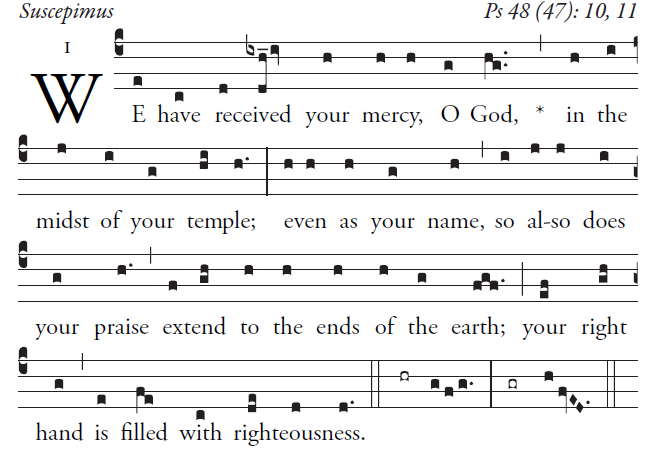 Suscepimus Ps 48 (47): 10, 11
I
WE have received your mercy, O God, * in the
midst of your temple; even as your name, so al-so does
your praise extend to the ends of the earth; your right
hand is filled with righteousness.